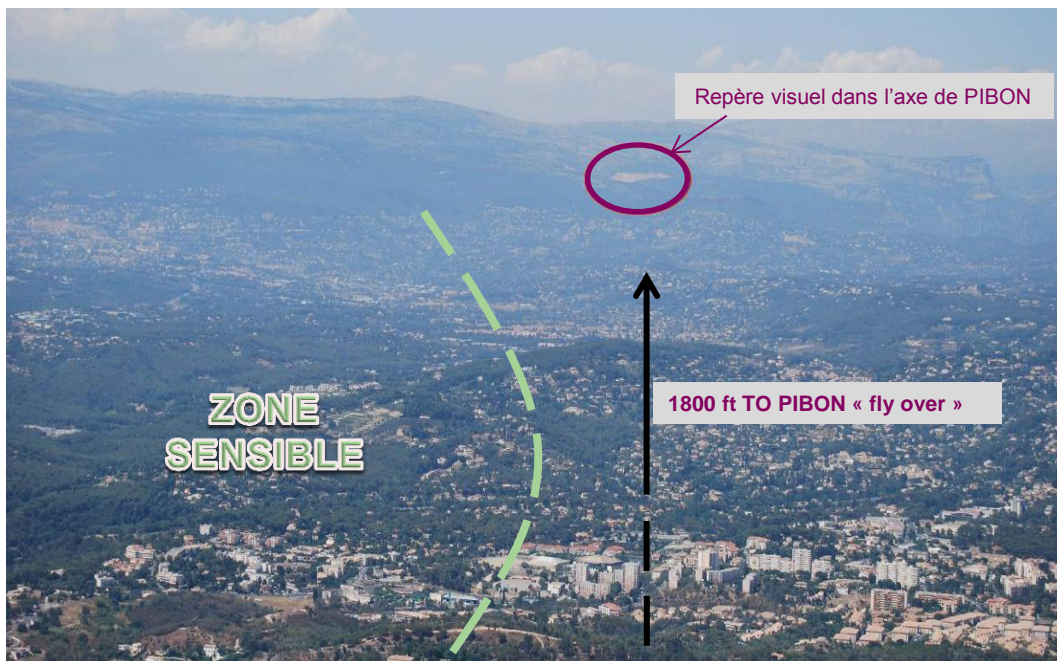 Repère visuel dans l'axe de PIBON
1800 ft TO PIBON « fly over »
ZONE
SENSIBLE